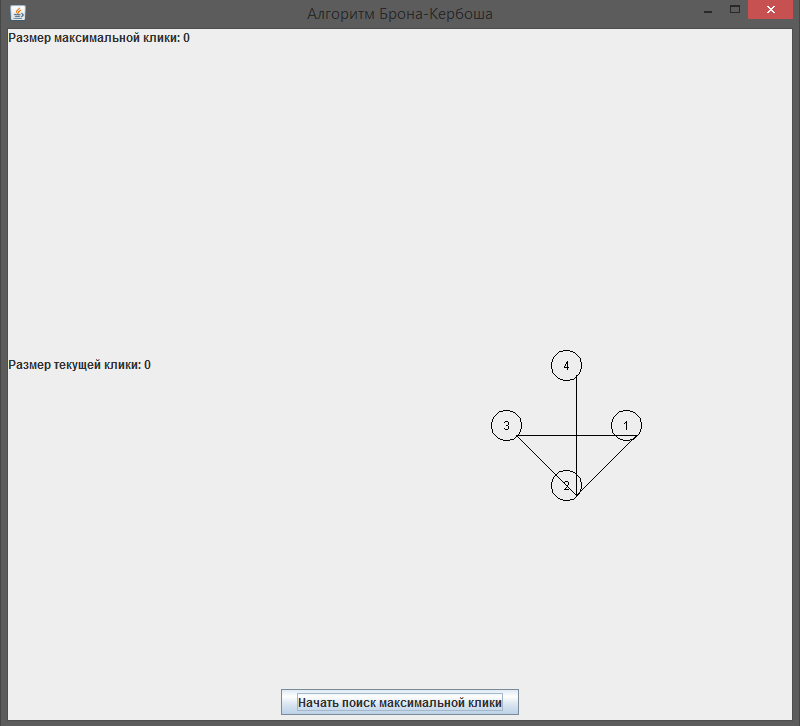 Алгоритм Брона-Кербоша
Размер максимальной клики: 0
Размер текущей клики: 0
4
3
1
2
Начать поиск максимальной клики